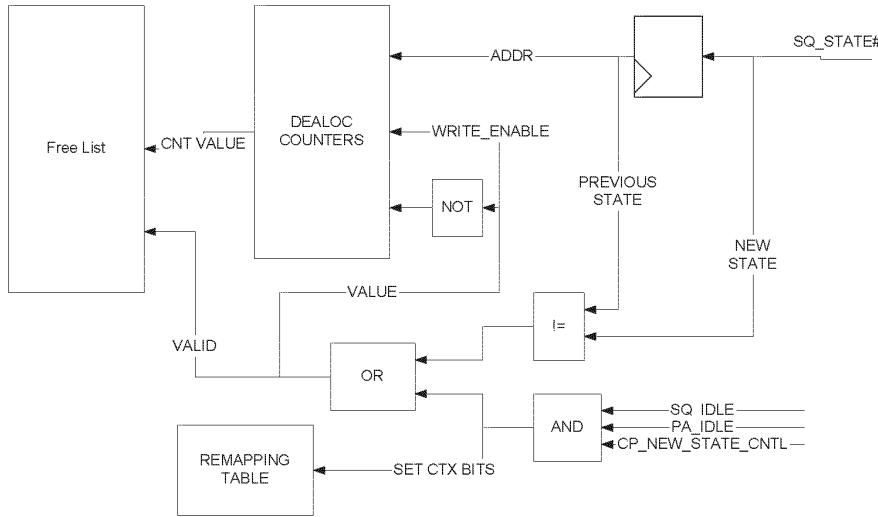 SQ_STATE#
ADDR
DEALOC
COUNTERS
WRITE_ENABLE
Free List
CNT VALUE
PREVIOUS
STATE
NOT
NEW
STATE
VALUE
!=
VALID
OR
SQ_IDLE
AND
PA_IDLE
CP_NEW_STATE_CNTL
REMAPPING
TABLE
SET CTX BITS